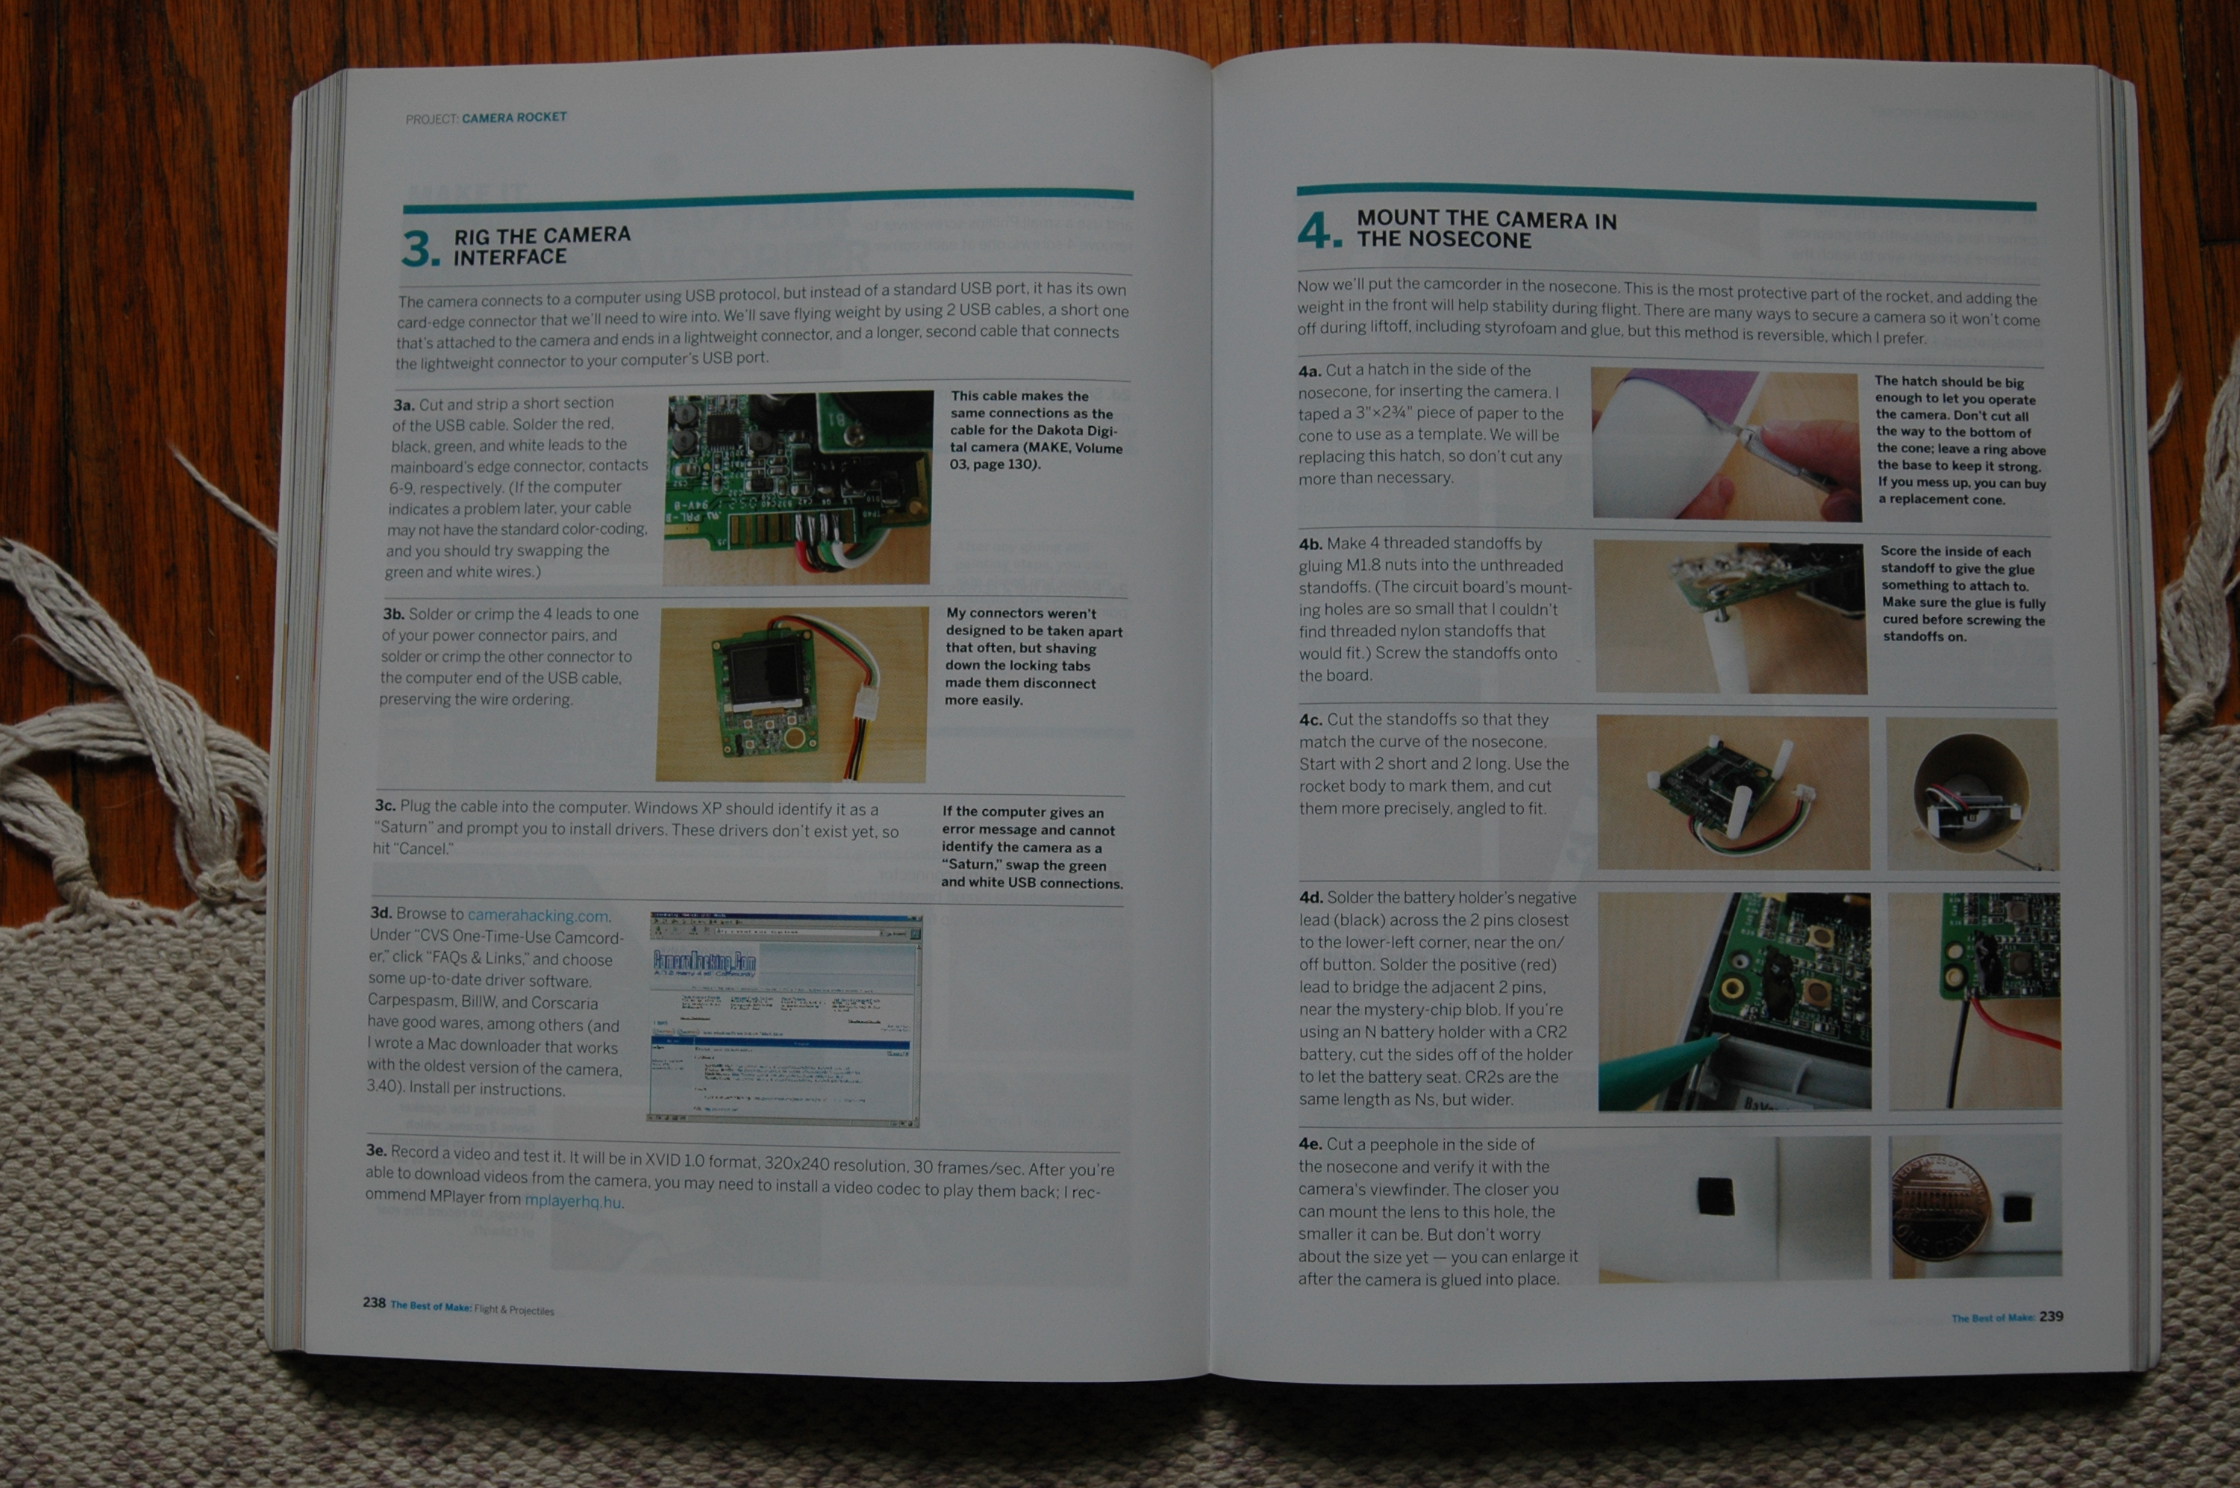 PROJECT: CAMERA ROCKET
3. RIG THE CAMERA
INTERFACE
The camera connects to a computer using USB protocol, but instead of a standard USB port, it has its own
card-edge connector that we'll need to wire into. We'll save flying weight by using 2 USB cables, a short one
that's attached to the camera and ends in a lightweight connector, and a longer, second cable that connects
the lightweight connector to your computer's USB port.
3a. Cut and strip a short section
of the USB cable. Solder the red,
black, green, and white leads to the
mainboard's edge connector, contacts
6-9, respectively. (If the computer
indicates a problem later, your cable
may not have the standard color-coding,
and you should try swapping the
green and white wires.)
This cable makes the
same connections as the
cable for the Dakota Digi-
tal camera (MAKE, Volume
03, page 130).
3b. Solder or crimp the 4 leads to one
of your power connector pairs, and
solder or crimp the other connector to
the computer end of the USB cable,
preserving the wire ordering.
My connectors weren't
designed to be taken apart
that often, but shaving
down the locking tabs
made them disconnect
more easily.
3c. Plug the cable into the computer. Windows XP should identify it as a
"Saturn" and prompt you to install drivers. These drivers don't exist yet, so
hit "Cancel."
If the computer gives an
error message and cannot
identify the camera as a
"Saturn," swap the green
and white USB connections.
3d. Browse to camerahacking.com.
Under "CVS One-Time-Use Camcord-
er," click "FAQs & Links," and choose
some up-to-date driver software.
Carpespasm, BillW, and Corscaria
have good wares, among others (and
I wrote a Mac downloader that works
with the oldest version of the camera,
3.40). Install per instructions.
3e. Record a video and test it. It will be in XVID 1.0 format, 320x240 resolution, 30 frames/sec. After you're
able to download videos from the camera, you may need to install a video codec to play them back; I rec-
ommend MPlayer from mplayerhq.hu.
238 The Best of Make: Flight & Projectiles
4. MOUNT THE CAMERA IN
THE NOSECONE
Now we'll put the camcorder in the nosecone. This is the most protective part of the rocket, and adding the
weight in the front will help stability during flight. There are many ways to secure a camera so it won't come
off during liftoff, including styrofoam and glue, but this method is reversible, which I prefer.
4a. Cut a hatch in the side of the
nosecone, for inserting the camera. I
taped a 3"×2¾" piece of paper to the
cone to use as a template. We will be
replacing this hatch, so don't cut any
more than necessary.
The hatch should be big
enough to let you operate
the camera. Don't cut all
the way to the bottom of
the cone; leave a ring above
the base to keep it strong.
If you mess up, you can buy
a replacement cone.
4b. Make 4 threaded standoffs by
gluing M1.8 nuts into the unthreaded
standoffs. (The circuit board's mount-
ing holes are so small that I couldn't
find threaded nylon standoffs that
would fit.) Screw the standoffs onto
the board.
Score the inside of each
standoff to give the glue
something to attach to.
Make sure the glue is fully
cured before screwing the
standoffs on.
4c. Cut the standoffs so that they
match the curve of the nosecone.
Start with 2 short and 2 long. Use the
rocket body to mark them, and cut
them more precisely, angled to fit.
4d. Solder the battery holder's negative
lead (black) across the 2 pins closest
to the lower-left corner, near the on/
off button. Solder the positive (red)
lead to bridge the adjacent 2 pins,
near the mystery-chip blob. If you're
using an N battery holder with a CR2
battery, cut the sides off of the holder
to let the battery seat. CR2s are the
same length as Ns, but wider.
4e. Cut a peephole in the side of
the nosecone and verify it with the
camera's viewfinder. The closer you
can mount the lens to this hole, the
smaller it can be. But don't worry
about the size yet — you can enlarge it
after the camera is glued into place.
The Best of Make: 239